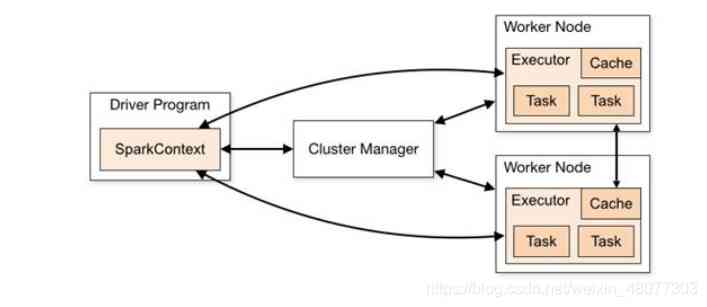 Driver Program
SparkContext
Cluster Manager
Worker Node
Executor
Cache
Task
Task
Worker Node
Executor
Cache
Task
Task
https://blog.csdn.net/weixin_48077303